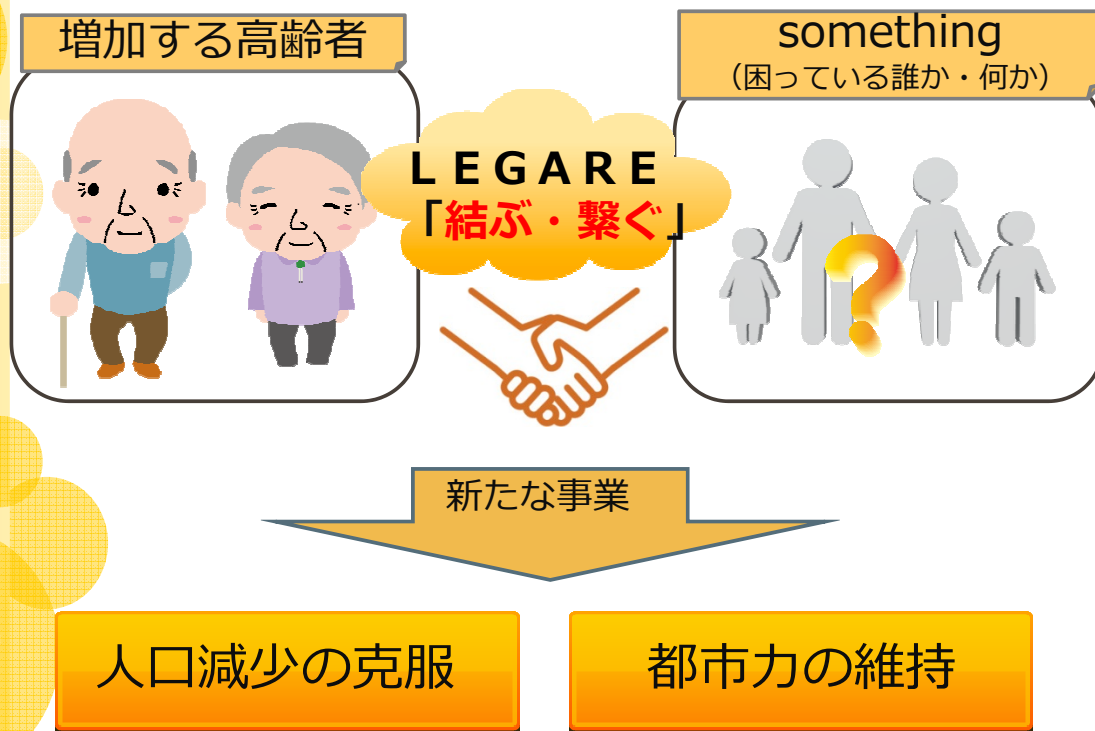 増加する高齢者
something
（困っている誰か・何か）
ＬＥＧＡＲＥ
「結ぶ・繋ぐ」
?
新たな事業
人口減少の克服
都市力の維持